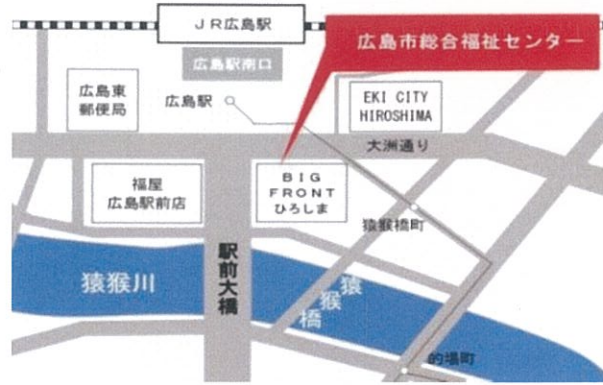 JR広島駅
広島市総合福祉センター
広島駅南口
広島東
郵便局
広島駅
EKI CITY
HIROSHIMA
大洲通り
福屋
広島駅前店
BIG
FRONT
ひろしま
猿猴橋町
駅前大橋
猿猴川
猿猴橋
的場町